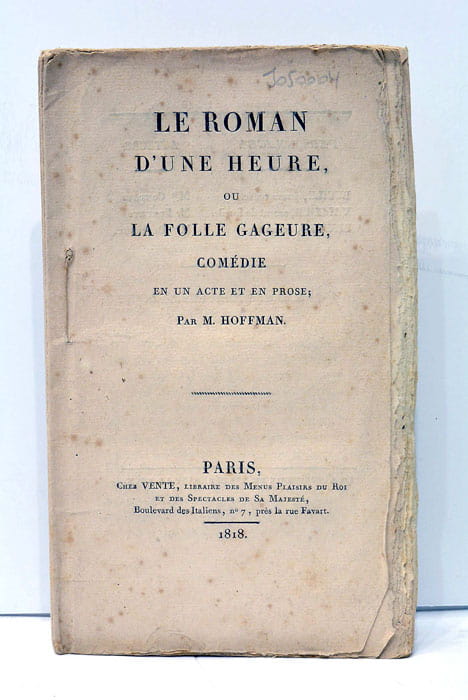 LE ROMAN
D'UNE HEURE,
OU
LA FOLLE GAGEURE,
COMÉDIE
EN UN ACTE ET EN PROSE;
PAR M. HOFFMAN.
PARIS,
CHEZ VENTE, LIBRAIRE DES MENUS PLAISIRS DU ROI
ET DES SPECTACLES DE SA MAJESTÉ,
Boulevard des Italiens, nº 7, près la rue Favart.
1818.